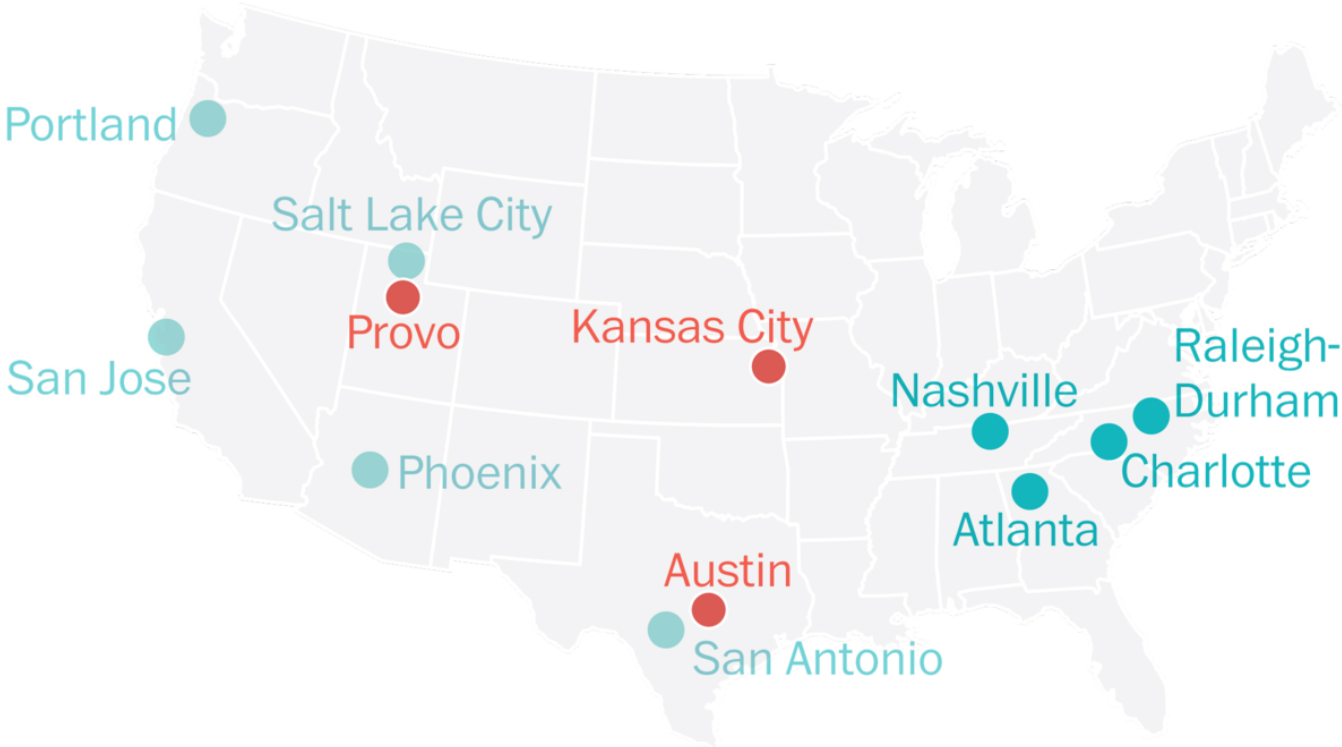 Portland
Salt Lake City
Provo
San Jose
Kansas City
Raleigh-
Durham
Nashville
Charlotte
Phoenix
Atlanta
Austin
San Antonio